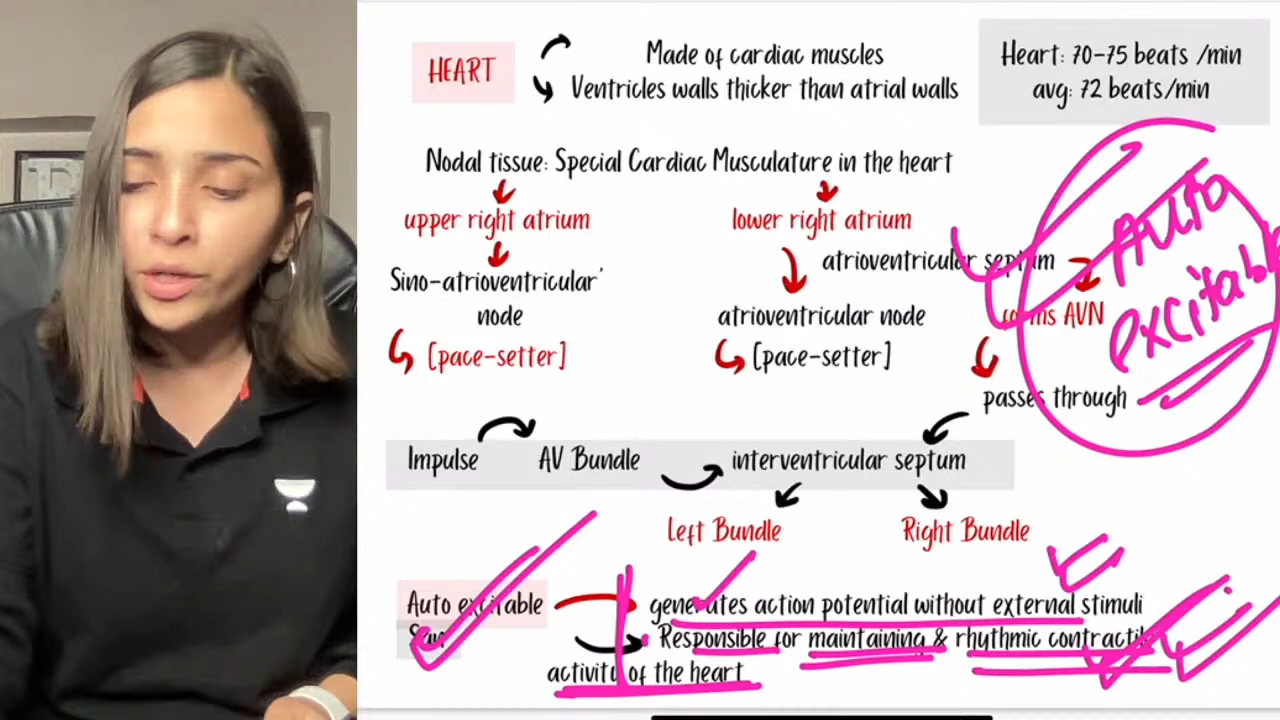 HEART
Made of cardiac muscles
Ventricles walls thicker than atrial walls
Heart: 70-75 beats /min
avg: 72 beats/min
Nodal tissue: Special Cardiac Musculature in the heart
upper right atrium
lower right atrium
Sino-atrioventricular'
node
[pace-setter]
atrioventricular septum
atrioventricular node
[pace-setter]
AVN
passes through
Auto
excitable
Impulse
AV Bundle
interventricular septum
Left Bundle
Right Bundle
Auto excitable
generates action potential without external stimuli
Responsible for maintaining & rhythmic
activity of the heart